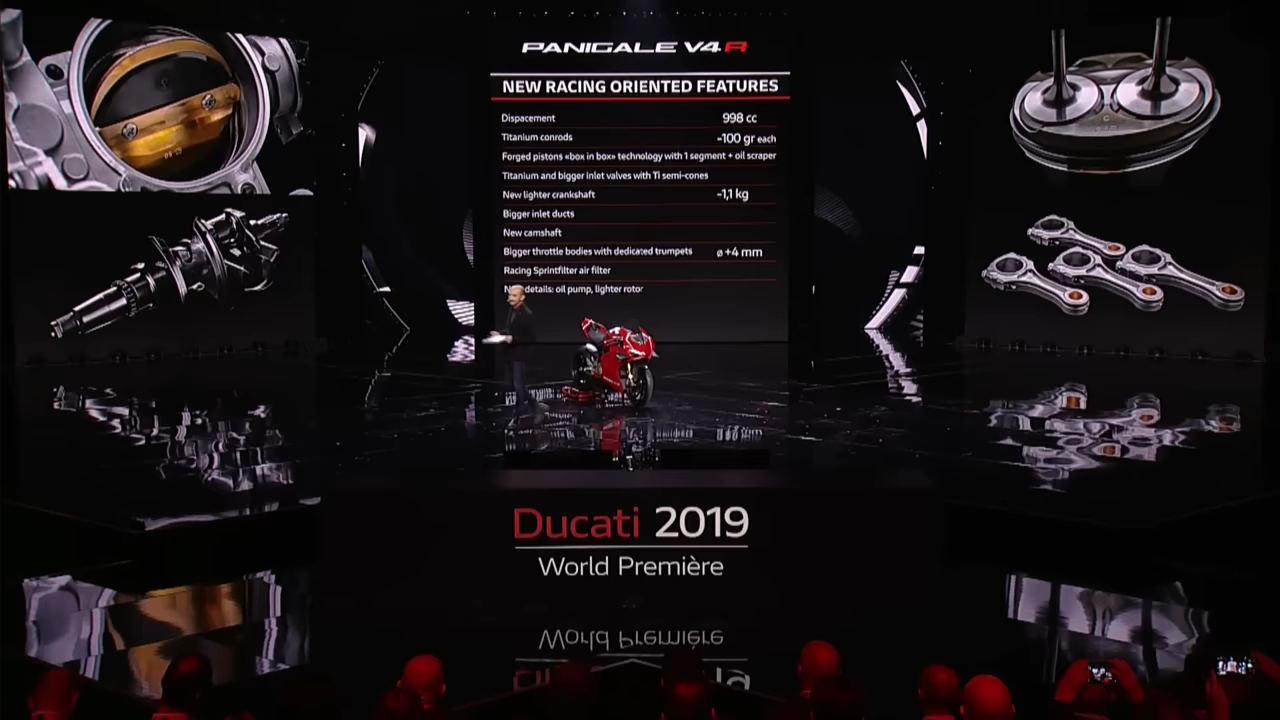 PANIGALE V4 R
NEW RACING ORIENTED FEATURES
Dispacement 998 cc
Titanium conrods -100 gr each
Forged pistons «box in box» technology with 1 segment + oil scraper
Titanium and bigger inlet valves with Ti semi-cones
New lighter crankshaft -1,1 kg
Bigger inlet ducts
New camshaft
Bigger throttle bodies with dedicated trumpets ø +4 mm
Racing Sprintfilter air filter
details: oil pump, lighter rotor
Ducati 2019
World Première